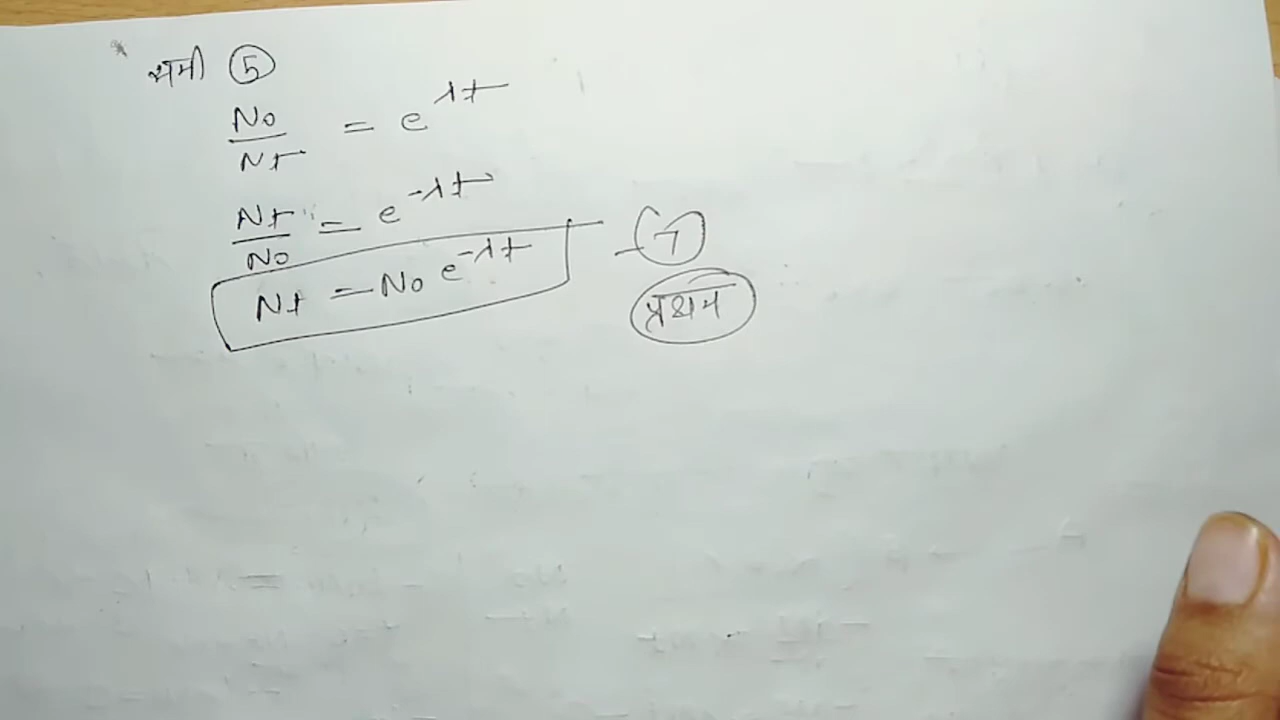 समी ⑤
No/Nt = e^λt
Nt/No = e^-λt
Nt = No e^-λt - ⑦
प्रथम